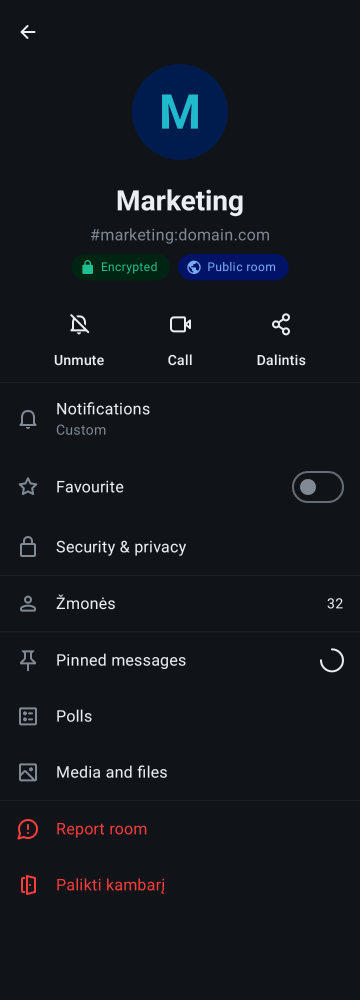 M
Marketing
#marketing:domain.com
Encrypted
Public room
Unmute
Call
Dalintis
Notifications
Custom
Favourite
Security & privacy
Žmonės
32
Pinned messages
Polls
Media and files
Report room
Palikti kambarį